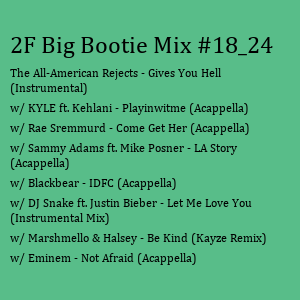 2F Big Bootie Mix #18_24
The All-American Rejects - Gives You Hell
(Instrumental)
w/ KYLE ft. Kehlani - Playinwitme (Acappella)
w/ Rae Sremmurd - Come Get Her (Acappella)
w/ Sammy Adams ft. Mike Posner - LA Story
(Acappella)
w/ Blackbear - IDFC (Acappella)
w/ DJ Snake ft. Justin Bieber - Let Me Love You
(Instrumental Mix)
w/ Marshmello & Halsey - Be Kind (Kayze Remix)
w/ Eminem - Not Afraid (Acappella)